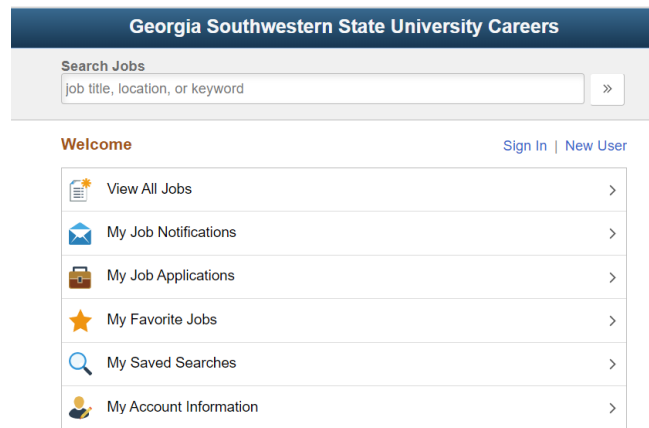 Georgia Southwestern State University Careers
Search Jobs
job title, location, or keyword
»
Welcome
Sign In | New User
View All Jobs
My Job Notifications
My Job Applications
My Favorite Jobs
My Saved Searches
My Account Information